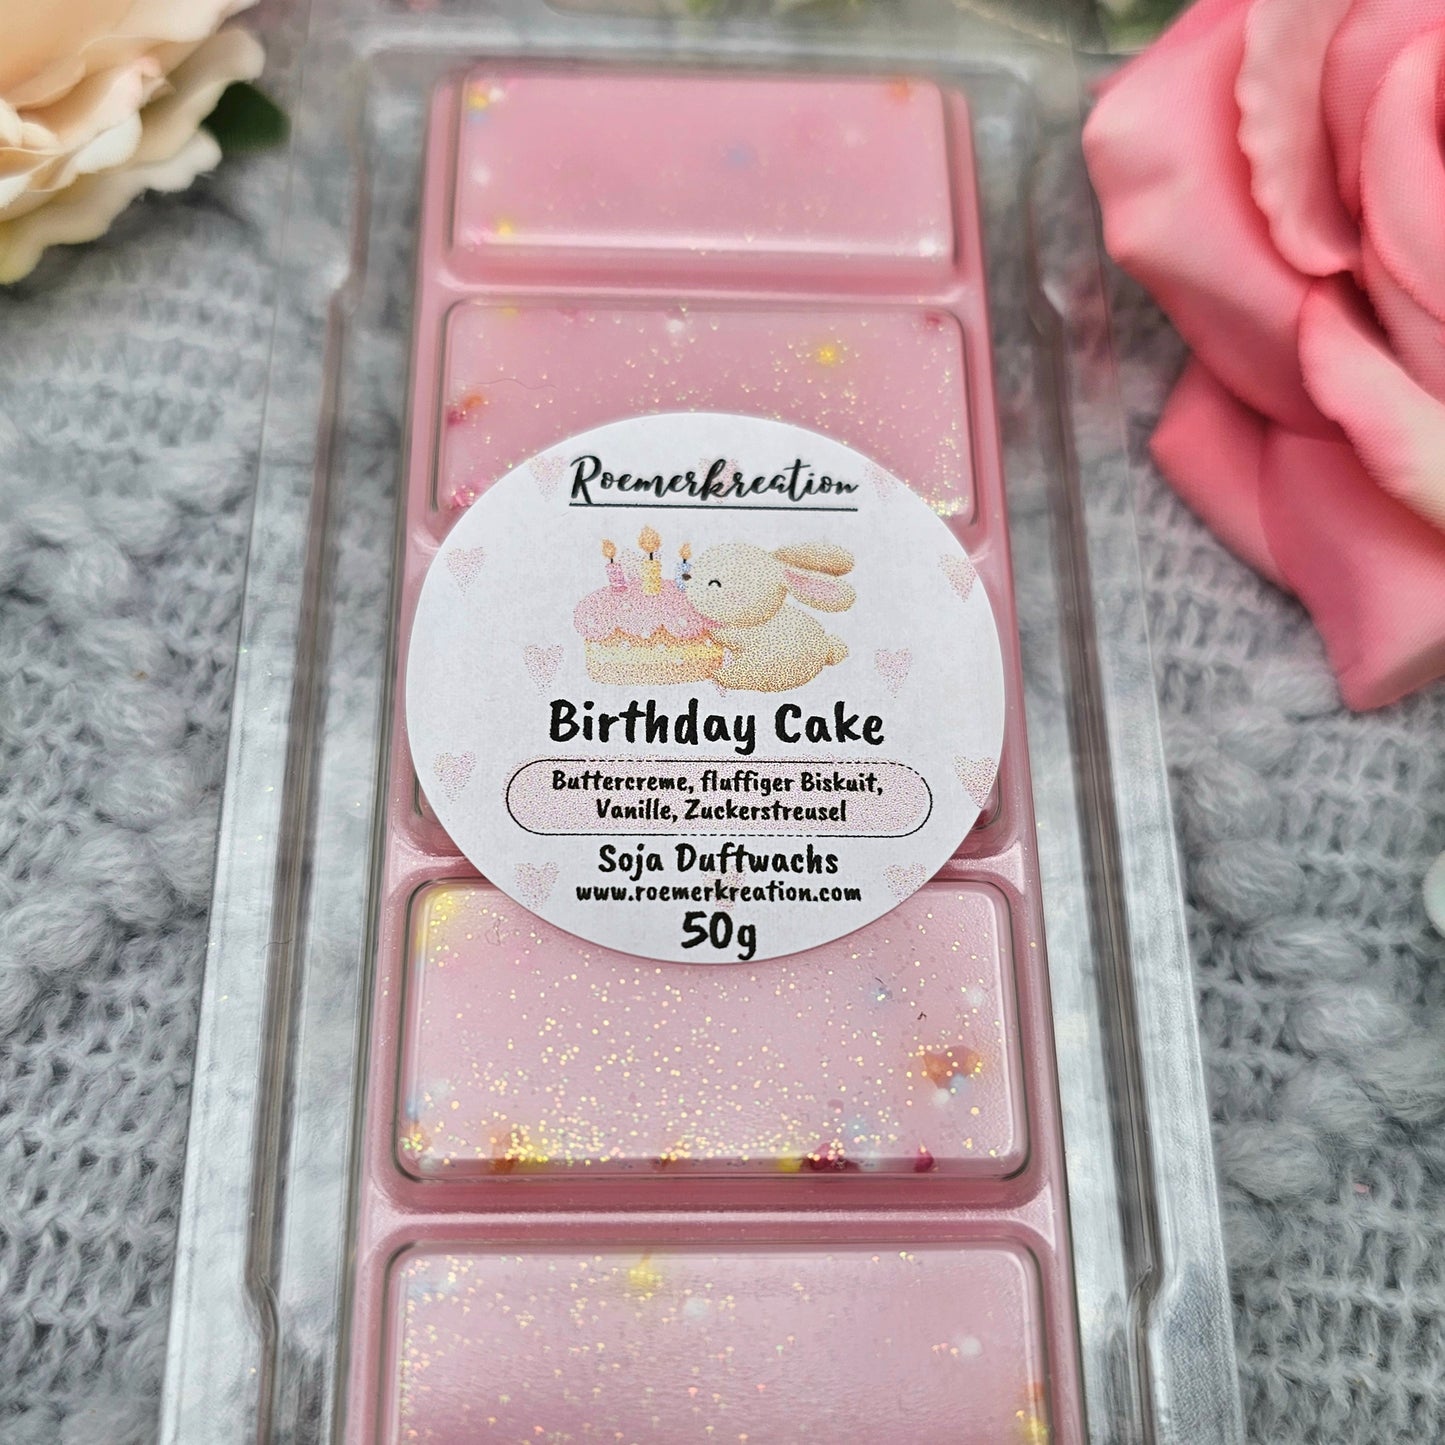 Roemerkreation
Birthday Cake
Buttercreme, fluffiger Biskuit,
Vanille, Zuckerstreusel
Soja Duftwachs
www.roemerkreation.com
50g